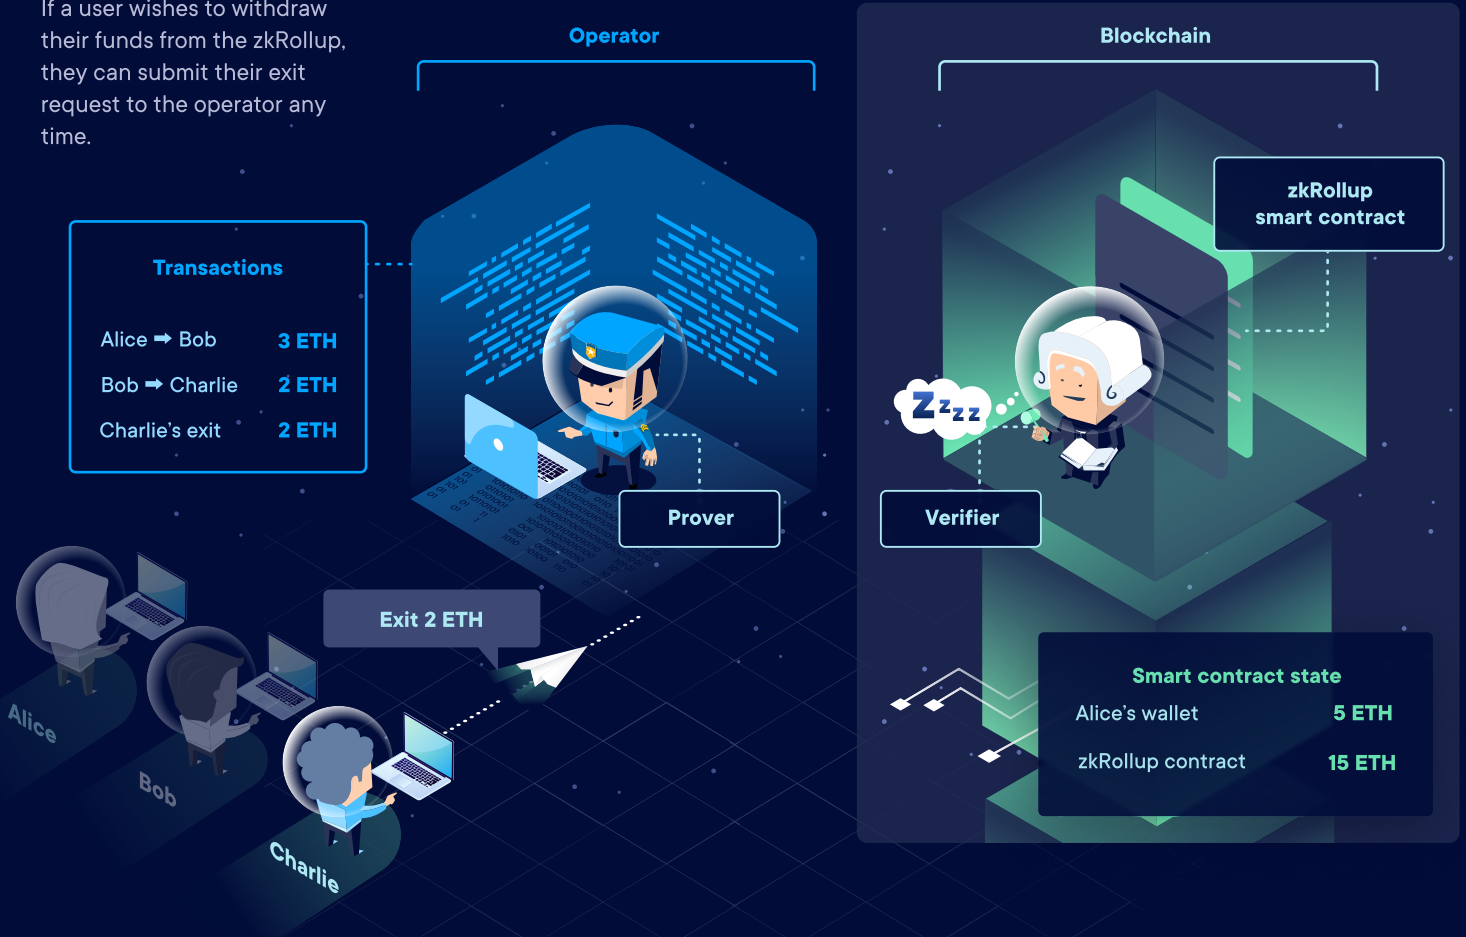 If a user wishes to withdraw
their funds from the zkRollup,
they can submit their exit
request to the operator any
time.
Operator
Blockchain
zkRollup
smart contract
Transactions
Alice ➡ Bob 3 ETH
Bob ➡ Charlie 2 ETH
Charlie’s exit 2 ETH
Zzzz
Prover
Verifier
Exit 2 ETH
Smart contract state
Alice’s wallet 5 ETH
zkRollup contract 15 ETH
Alice
Bob
Charlie